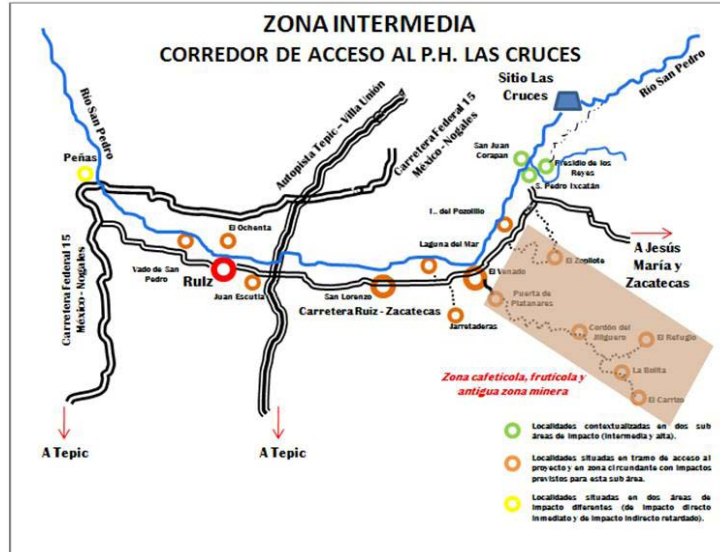 ZONA INTERMEDIA
CORREDOR DE ACCESO AL P.H. LAS CRUCES
Sitio Las
Cruces
Río San Pedro
Río San Pedro
Autopista Tepic – Villa Unión
Carretera Federal 15
México - Nogales
Peñas
San Juan
Corapan
Presidio de los
Reyes
S. Pedro Ixcatán
El Ochenta
I.. del Pozolillo
Laguna del Mar
A Jesús
María y
Zacatecas
El Zopilote
Vado de San
Pedro
Ruiz
Juan Escutia
San Lorenzo
El Venado
Carretera Ruiz - Zacatecas
Puerta de
Platanares
Jarretaderas
Cordón del
Jilguero
El Refugio
La Bolita
El Carrizo
Carretera Federal 15
México - Nogales
Zona cafetícola, frutícola y
antigua zona minera
A Tepic
A Tepic
Localidades contextualizadas en dos sub
áreas de impacto (intermedia y alta).
Localidades situadas en tramo de acceso al
proyecto y en zona circundante con impactos
previstos para esta sub área.
Localidades situadas en dos áreas de
impacto diferentes (de impacto directo
inmediato y de impacto indirecto retardado).